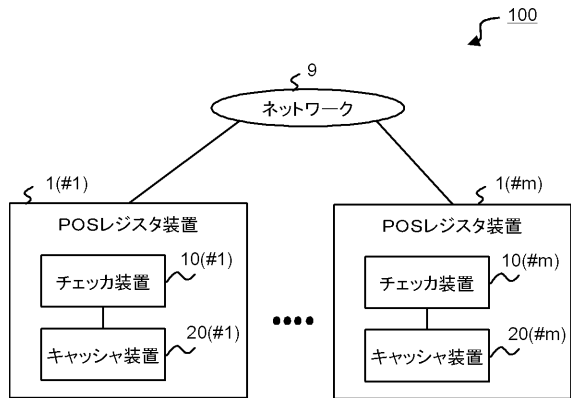 100
9
ネットワーク
1(#1)
1(#m)
POSレジスタ装置
POSレジスタ装置
10(#1)
10(#m)
チェッカ装置
チェッカ装置
20(#1)
20(#m)
キャッシャ装置
キャッシャ装置